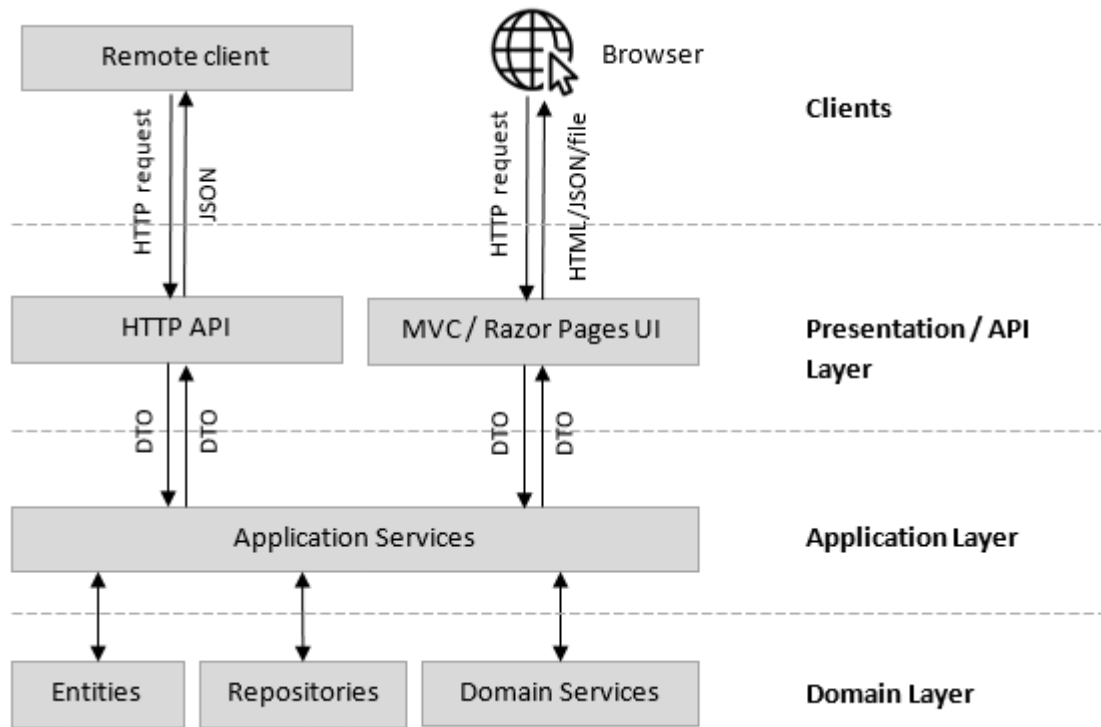 Remote client
Browser
Clients
HTTP request
JSON
HTTP request
HTML/JSON/file
HTTP API
MVC / Razor Pages UI
Presentation / API
Layer
DTO
DTO
DTO
DTO
Application Services
Application Layer
Entities
Repositories
Domain Services
Domain Layer